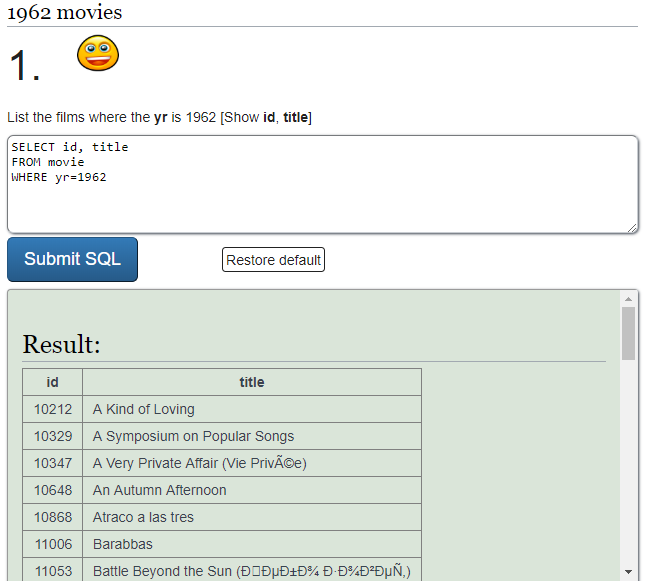 1962 movies
1.
List the films where the yr is 1962 [Show id, title]
SELECT id, title
FROM movie
WHERE yr=1962
Submit SQL
Restore default
Result:
id title
10212 A Kind of Loving
10329 A Symposium on Popular Songs
10347 A Very Private Affair (Vie PrivÃ©e)
10648 An Autumn Afternoon
10868 Atraco a las tres
11006 Barabbas
11053 Battle Beyond the Sun (Ð□ÐµÐ±Ð¾ Ð·Ð¾Ð²ÐµÑ‚)